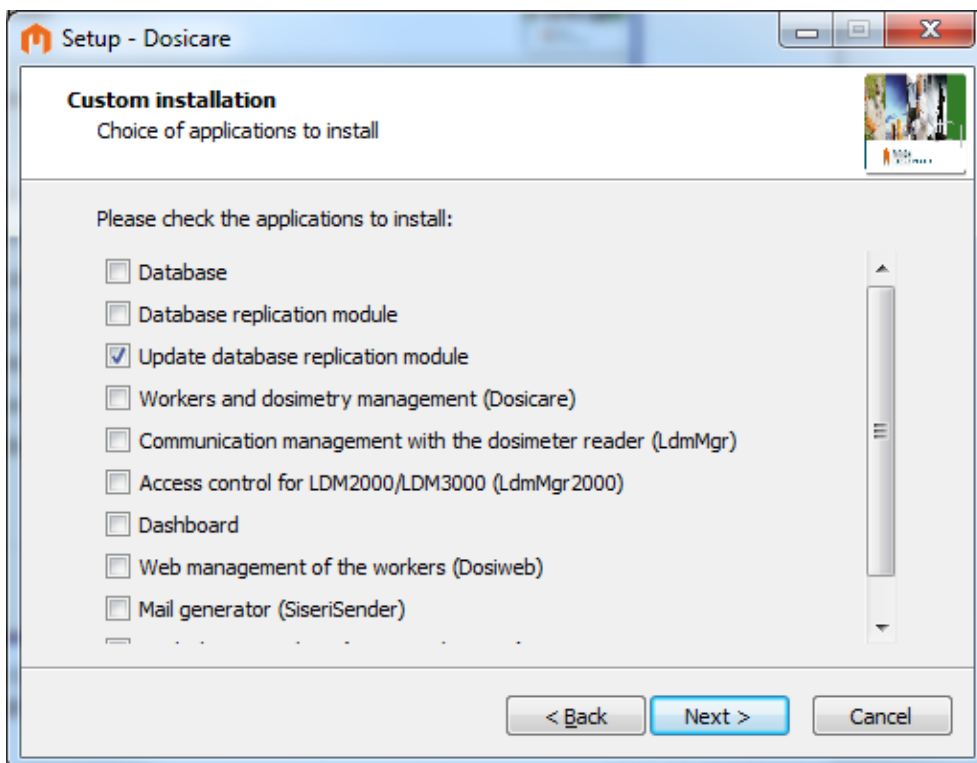 Setup - Dosicare
Custom installation
Choice of applications to install
Please check the applications to install:
Database
Database replication module
Update database replication module
Workers and dosimetry management (Dosicare)
Communication management with the dosimeter reader (LdmMgr)
Access control for LDM2000/LDM3000 (LdmMgr2000)
Dashboard
Web management of the workers (Dosiweb)
Mail generator (SiseriSender)
< Back
Next >
Cancel